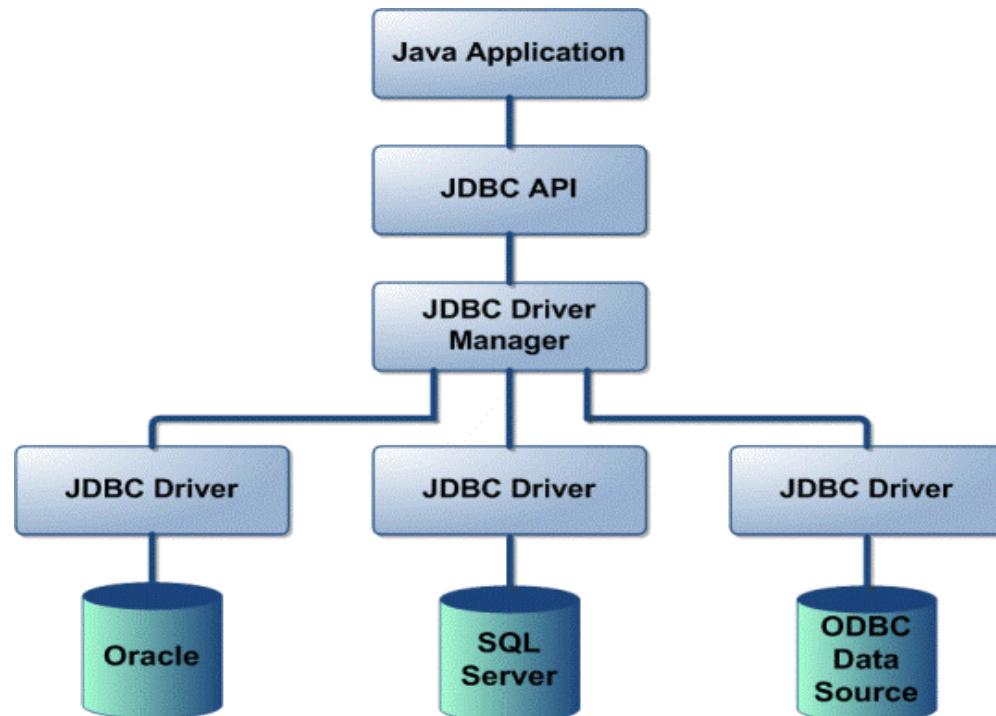 Java Application
JDBC API
JDBC Driver
Manager
JDBC Driver
JDBC Driver
JDBC Driver
Oracle
SQL
Server
ODBC
Data
Source